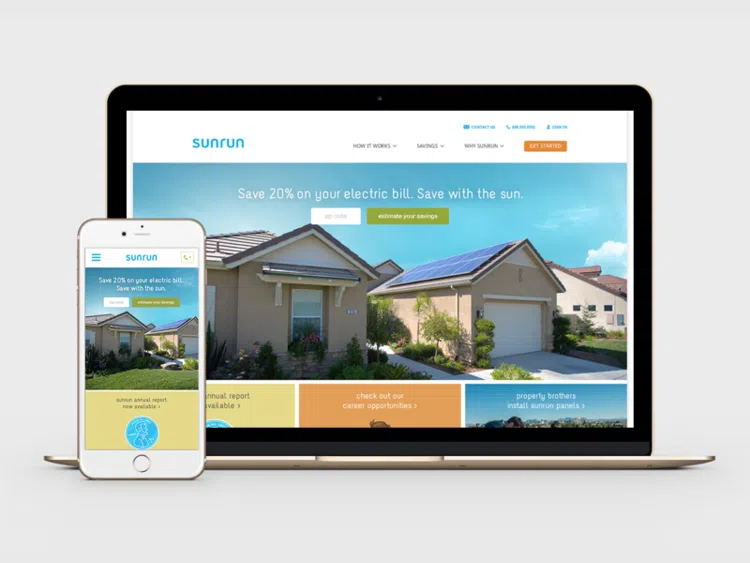 CONTACT US
SIGN IN
sunrun
HOW IT WORKS
SAVINGS
WHY SUNRUN
GET STARTED
Save 20% on your electric bill. Save with the sun.
zip code
estimate your savings
annual report
available >
check out our
career opportunities >
property brothers
install sunrun panels >
sunrun
Save 20% on your electric bill.
Save with the sun.
zip code
estimate your savings
sunrun annual report
now available >